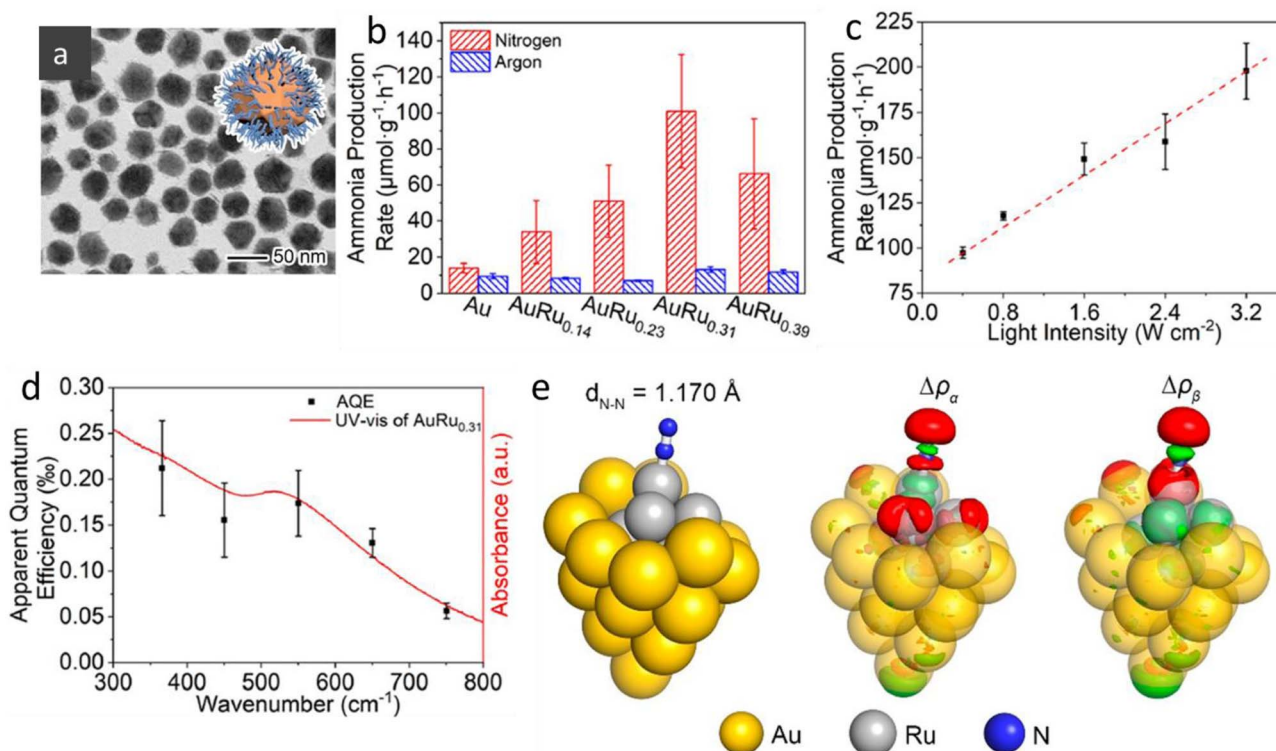 a
50 nm
b
Ammonia Production
Rate (µmol·g⁻¹·h⁻¹)
140
120
100
80
60
40
20
0
Nitrogen
Argon
Au
AuRu₀.₁₄
AuRu₀.₂₃
AuRu₀.₃₁
AuRu₀.₃₉
c
Ammonia Production
Rate (µmol·g⁻¹·h⁻¹)
225
200
175
150
125
100
75
0.0 0.8 1.6 2.4 3.2
Light Intensity (W cm⁻²)
d
Apparent Quantum
Efficiency (‰)
0.30
0.25
0.20
0.15
0.10
0.05
0.00
AQE
UV-vis of AuRu₀.₃₁
Absorbance (a.u.)
300 400 500 600 700 800
Wavenumber (cm⁻¹)
e
d_N-N = 1.170 Å
Δρ_α
Δρ_β
Au Ru N